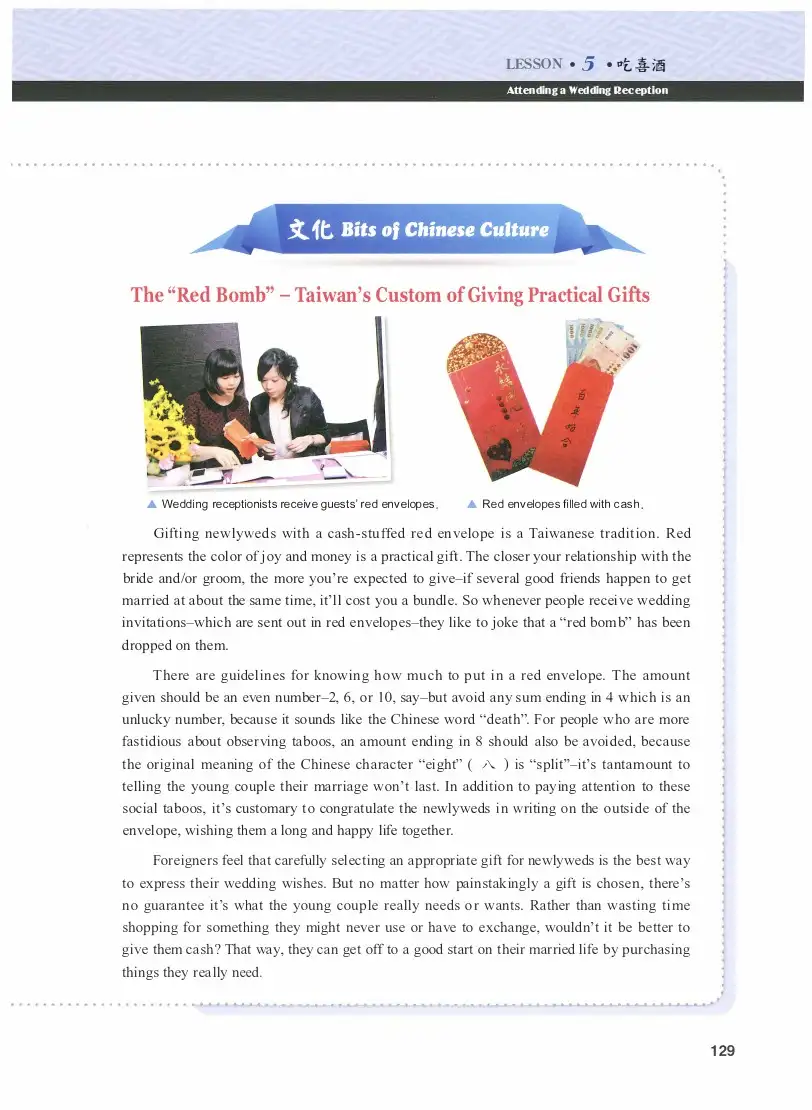 LESSON • 5 • 吃喜酒
Attending a Wedding Reception
文化 Bits of Chinese Culture
The “Red Bomb” – Taiwan’s Custom of Giving Practical Gifts
▲ Wedding receptionists receive guests’ red envelopes.
▲ Red envelopes filled with cash.
Gifting newlyweds with a cash-stuffed red envelope is a Taiwanese tradition. Red
represents the color of joy and money is a practical gift. The closer your relationship with the
bride and/or groom, the more you’re expected to give–if several good friends happen to get
married at about the same time, it’ll cost you a bundle. So whenever people receive wedding
invitations–which are sent out in red envelopes–they like to joke that a “red bomb” has been
dropped on them.
There are guidelines for knowing how much to put in a red envelope. The amount
given should be an even number–2, 6, or 10, say–but avoid any sum ending in 4 which is an
unlucky number, because it sounds like the Chinese word “death”. For people who are more
fastidious about observing taboos, an amount ending in 8 should also be avoided, because
the original meaning of the Chinese character “eight” ( 八 ) is “split”–it’s tantamount to
telling the young couple their marriage won’t last. In addition to paying attention to these
social taboos, it’s customary to congratulate the newlyweds in writing on the outside of the
envelope, wishing them a long and happy life together.
Foreigners feel that carefully selecting an appropriate gift for newlyweds is the best way
to express their wedding wishes. But no matter how painstakingly a gift is chosen, there’s
no guarantee it’s what the young couple really needs or wants. Rather than wasting time
shopping for something they might never use or have to exchange, wouldn’t it be better to
give them cash? That way, they can get off to a good start on their married life by purchasing
things they really need.
129